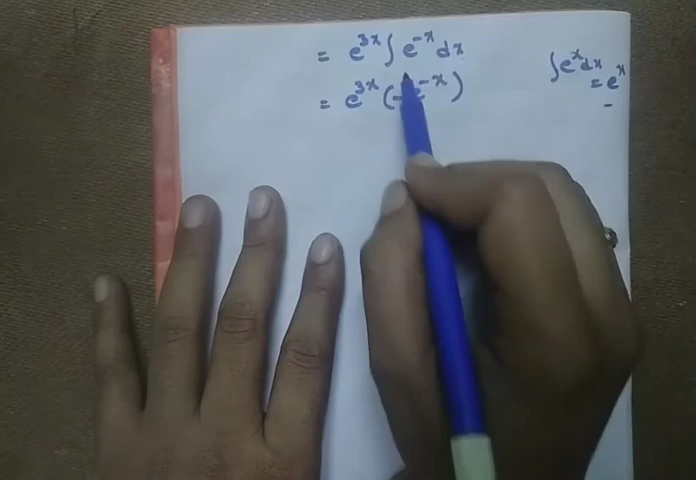 = e^{3x} ∫ e^{-x} dx
∫ e^x dx
= e^x
= e^{3x} (-e^{-x})
-